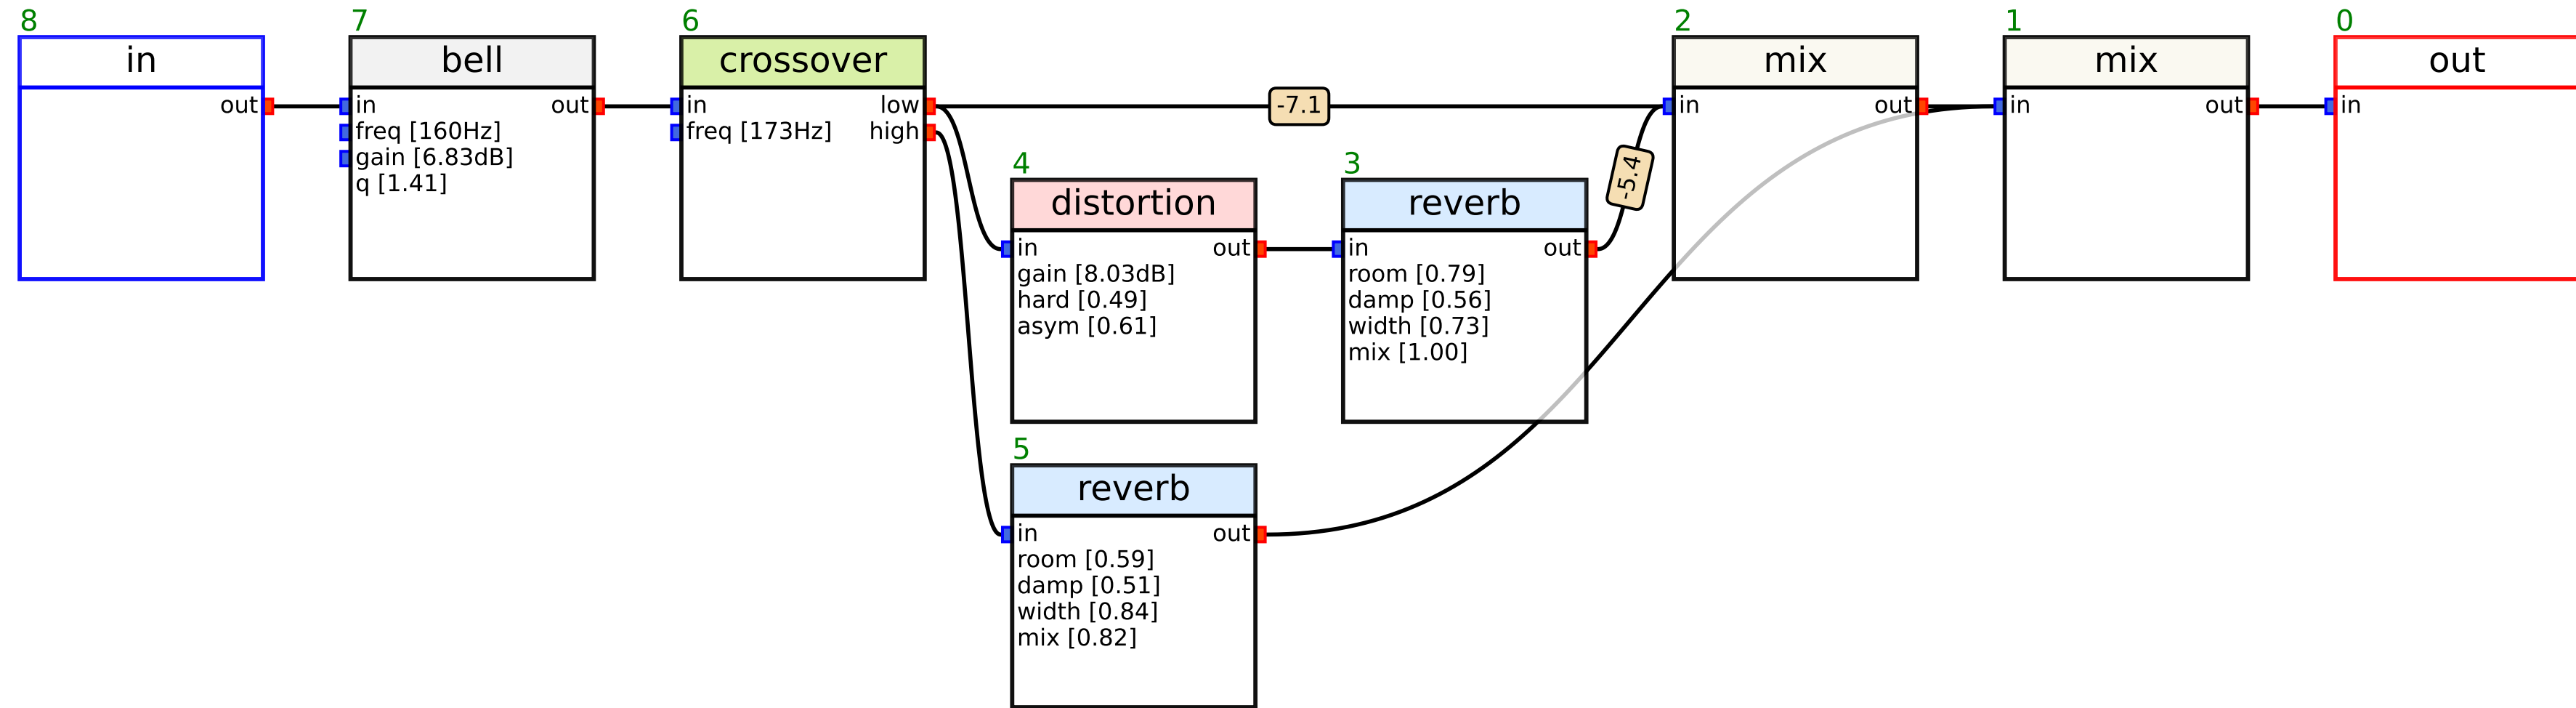 8
in
out
7
bell
in
out
freq [160Hz]
gain [6.83dB]
q [1.41]
6
crossover
in
low
freq [173Hz]
high
-7.1
4
distortion
in
out
gain [8.03dB]
hard [0.49]
asym [0.61]
3
reverb
in
out
room [0.79]
damp [0.56]
width [0.73]
mix [1.00]
-5.4
5
reverb
in
out
room [0.59]
damp [0.51]
width [0.84]
mix [0.82]
2
mix
in
out
1
mix
in
out
0
out
in